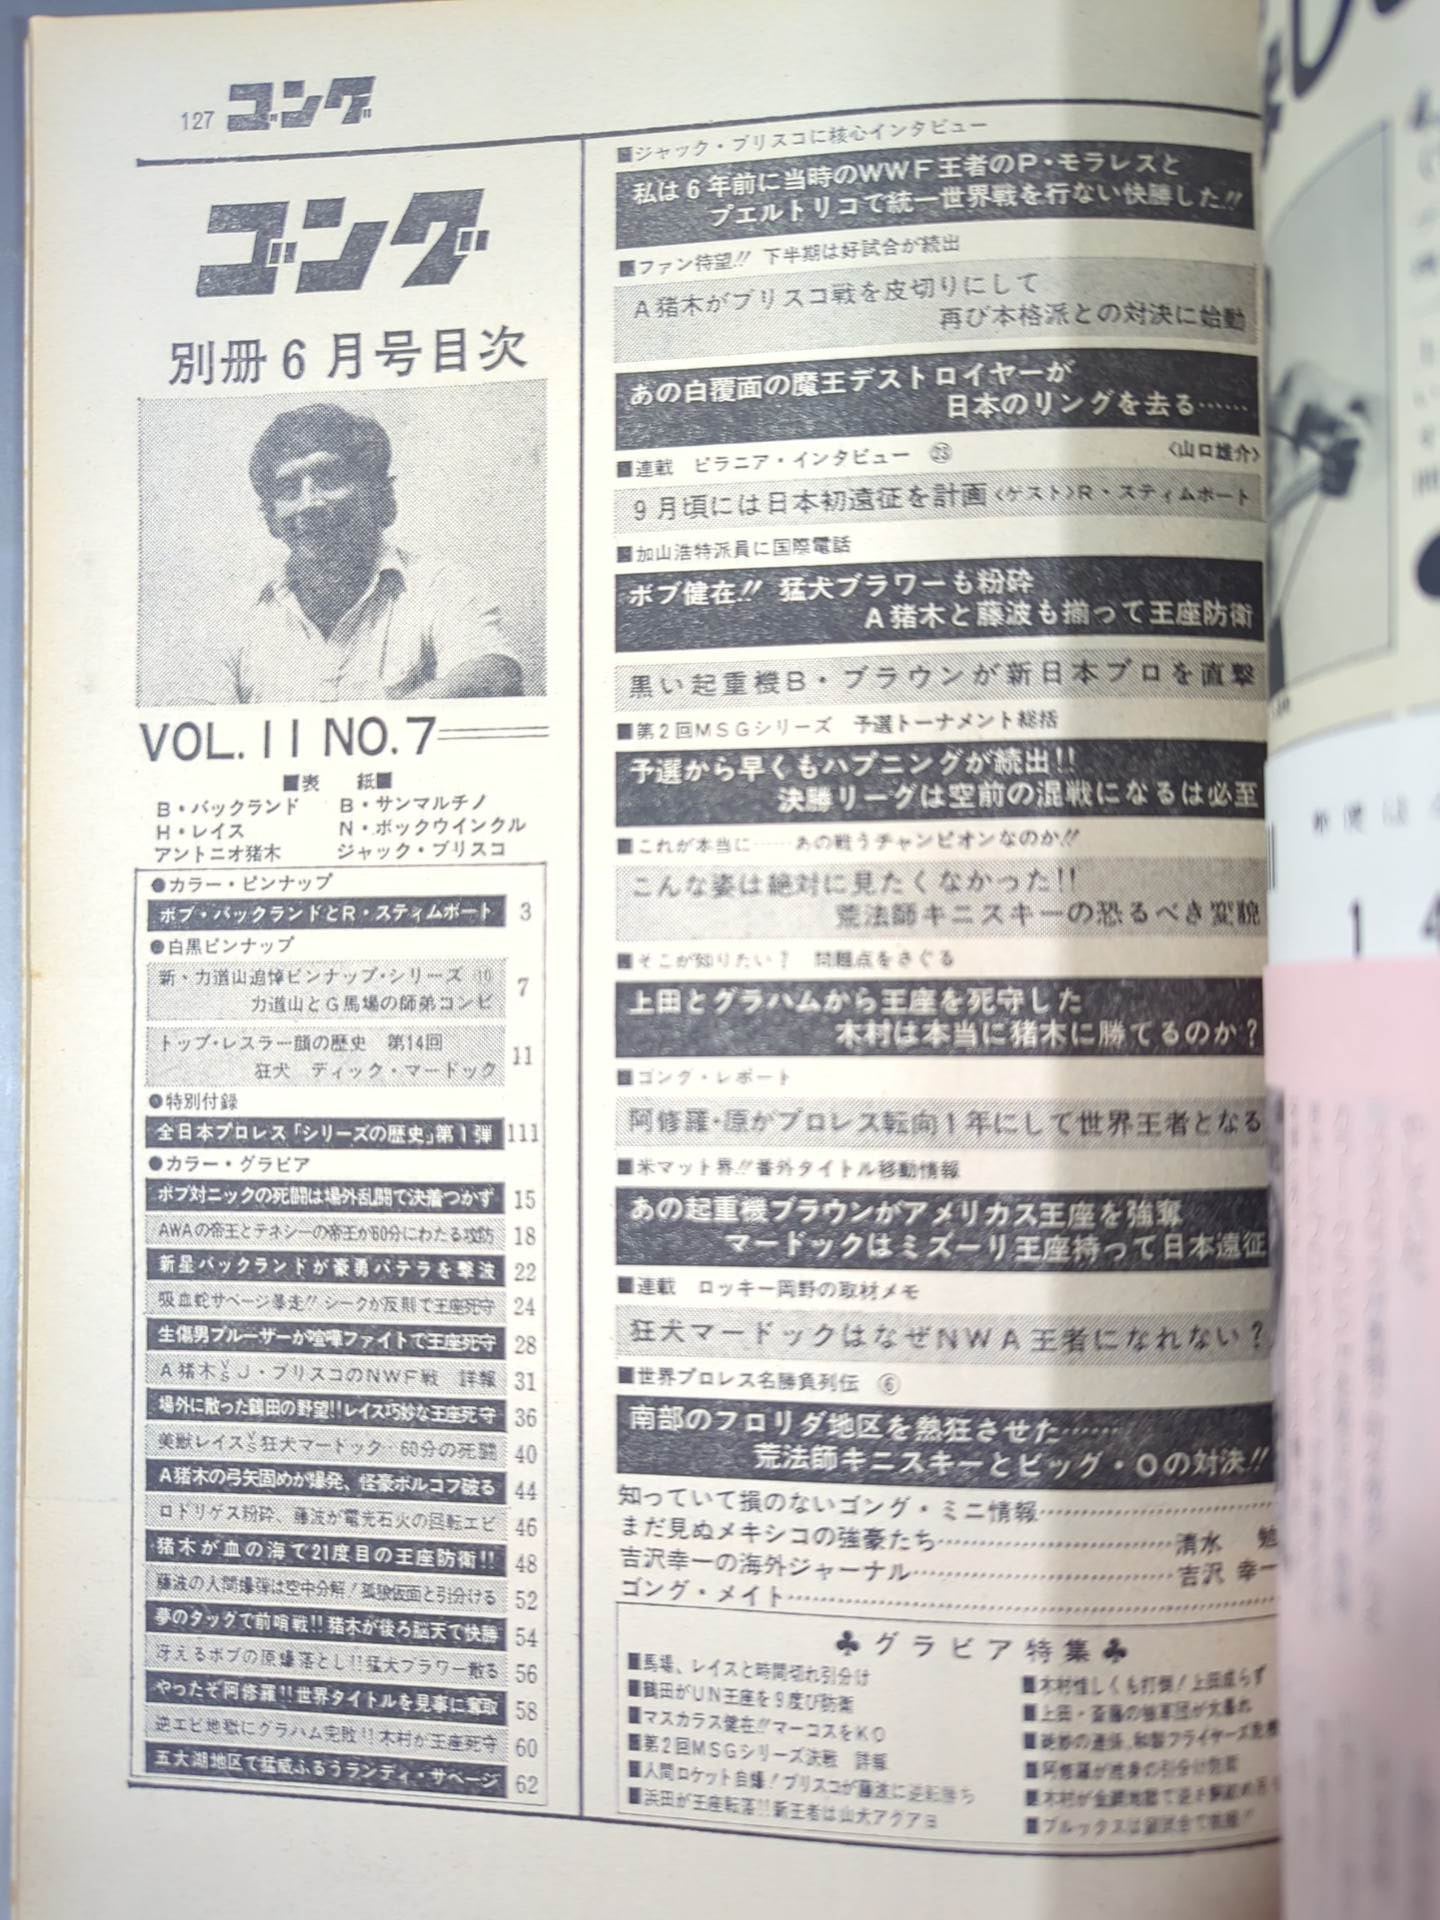 127 ゴング
ゴング
別冊6月号目次
VOL.11 NO.7
■表 紙■
B・バックランド B・サンマルチノ
H・レイス N・ボックウインクル
アントニオ猪木 ジャック・ブリスコ
●カラー・ピンナップ
ボブ・バックランドとR・スティムボート 3
●白黒ピンナップ
新・力道山追悼ピンナップ・シリーズ ⑩
力道山とG馬場の師弟コンビ 7
トップ・レスラー顔の歴史 第14回
狂犬 ディック・マードック 11
●特別付録
全日本プロレス「シリーズの歴史」第1弾 111
●カラー・グラビア
ボブ対ニックの死闘は場外乱闘で決着つかず 15
AWAの帝王とテネシーの帝王が60分にわたる攻防 18
新星バックランドが豪勇パテラを撃波 22
吸血蛇サベージ暴走!! シークが反則で王座死守 24
生傷男ブルーザーが喧嘩ファイトで王座死守 28
A猪木VS J・ブリスコのNWF戦 詳報 31
場外に散った鶴田の野望!!レイス巧妙な王座死守 36
美獣レイスVS狂犬マードック・60分の死闘 40
A猪木の弓矢固めが爆発、怪豪ボルコフ破る 44
ロドリゲス粉砕、藤波が電光石火の回転エビ 46
猪木が血の海で21度目の王座防衛!! 48
藤波の人間爆弾は空中分解!狐狼仮面と引分ける 52
夢のタッグで前哨戦!!猪木が後ろ脳天で快勝 54
冴えるボブの原爆落とし!!猛犬ブラワー散る 56
やったぞ阿修羅!!世界タイトルを見事に奪取 58
逆エビ地獄にグラハム完敗!!木村が王座死守 60
五大湖地区で猛威ふるうランディ・サベージ 62
■ジャック・ブリスコに核心インタビュー
私は6年前に当時のWWF王者のP・モラレスと
プエルトリコで統一世界戦を行ない快勝した!!
■ファン待望!! 下半期は好試合が続出
A猪木がブリスコ戦を皮切りにして
再び本格派との対決に始動
あの白覆面の魔王デストロイヤーが
日本のリングを去る……
■連載 ピラニア・インタビュー ㉓ 〈山口雄介〉
9月頃には日本初遠征を計画〈ゲスト〉R・スティムボート
■加山浩特派員に国際電話
ボブ健在!! 猛犬ブラワーも粉砕
A猪木と藤波も揃って王座防衛
黒い起重機B・ブラウンが新日本プロを直撃
■第2回MSGシリーズ 予選トーナメント総括
予選から早くもハプニングが続出!!
決勝リーグは空前の混戦になるは必至
■これが本当に……あの戦うチャンピオンなのか!!
こんな姿は絶対に見たくなかった!!
荒法師キニスキーの恐るべき変貌
■そこが知りたい? 問題点をさぐる
上田とグラハムから王座を死守した
木村は本当に猪木に勝てるのか?
■ゴング・レポート
阿修羅・原がプロレス転向1年にして世界王者となる
■米マット界!!番外タイトル移動情報
あの起重機ブラウンがアメリカス王座を強奪
マードックはミズーリ王座持って日本遠征
■連載 ロッキー岡野の取材メモ
狂犬マードックはなぜNWA王者になれない?
■世界プロレス名勝負列伝 ⑥
南部のフロリダ地区を熱狂させた……
荒法師キニスキーとビッグ・Oの対決!!
知っていて損のないゴング・ミニ情報……
まだ見ぬメキシコの強豪たち……清水 勉
吉沢幸一の海外ジャーナル……吉沢 幸一
ゴング・メイト……
♣グラビア特集♣
■馬場、レイスと時間切れ引分け
■鶴田がUN王座を9度び防衛
■マスカラス健在!!マーコスをKO
■第2回MSGシリーズ決戦 詳報
■人間ロケット自爆!ブリスコが藤波に逆転勝ち
■浜田が王座転落!!新王者は山犬アグアヨ
■木村惜しくも打倒!上田成らず
■上田・斎藤の独軍団が大暴れ